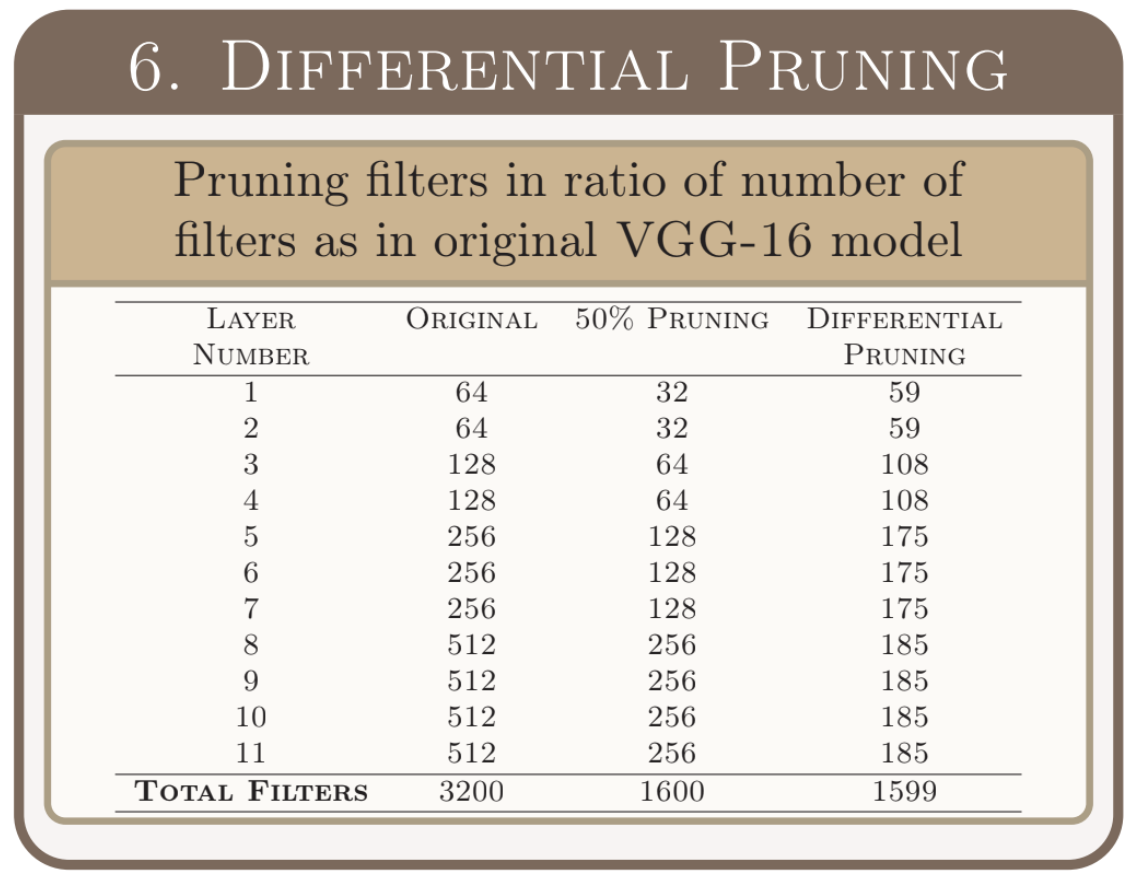 6. Differential Pruning
Pruning filters in ratio of number of
filters as in original VGG-16 model
Layer Number Original 50% Pruning Differential Pruning
1 64 32 59
2 64 32 59
3 128 64 108
4 128 64 108
5 256 128 175
6 256 128 175
7 256 128 175
8 512 256 185
9 512 256 185
10 512 256 185
11 512 256 185
Total Filters 3200 1600 1599